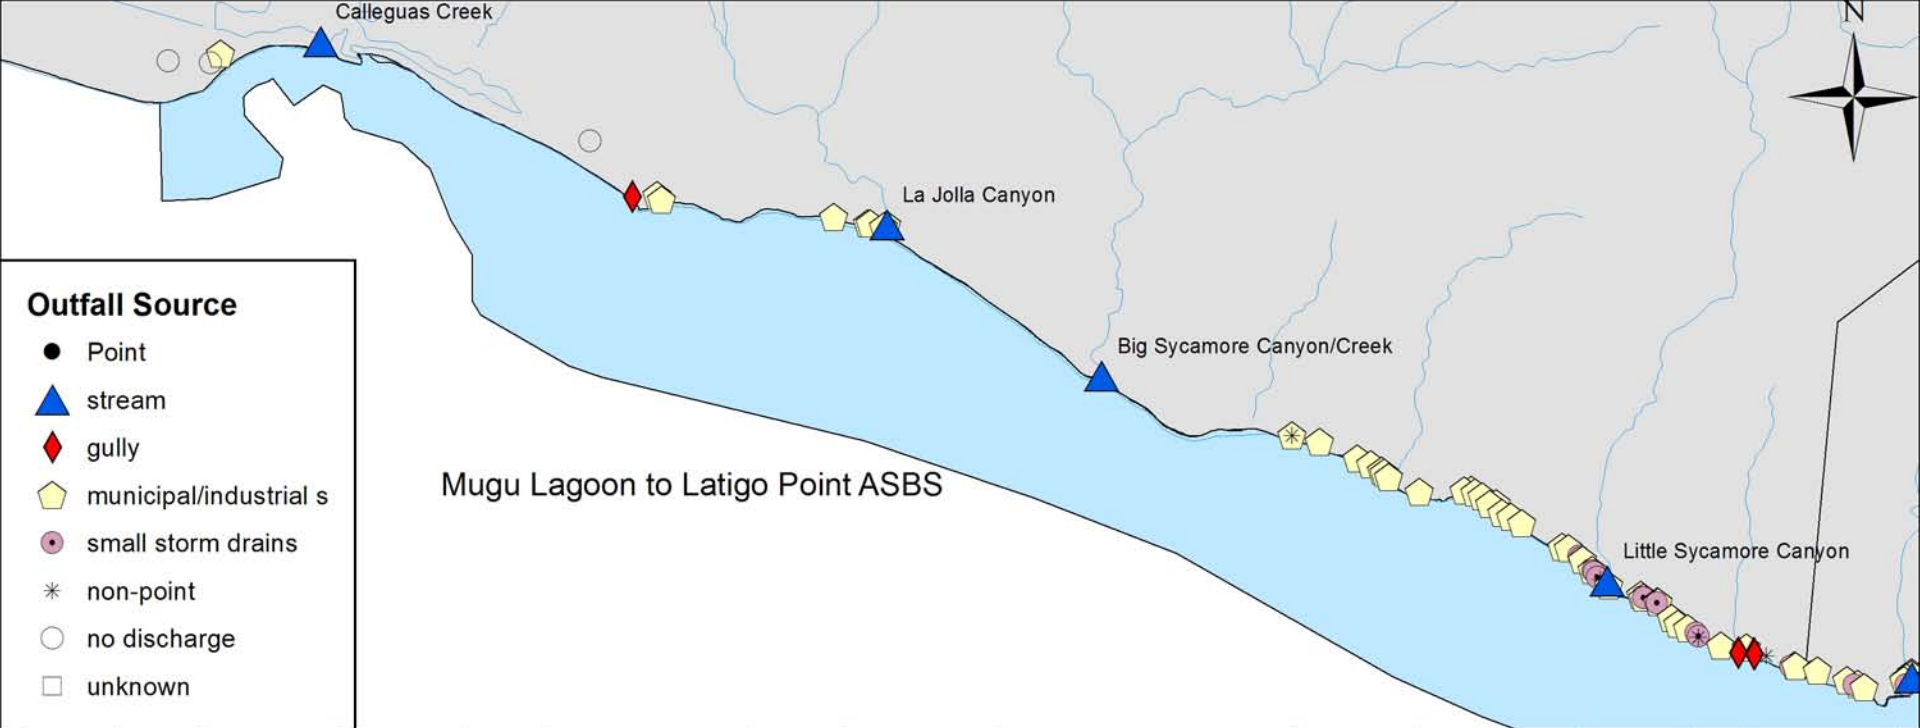 Calleguas Creek
N
La Jolla Canyon
Big Sycamore Canyon/Creek
Mugu Lagoon to Latigo Point ASBS
Little Sycamore Canyon
Outfall Source
Point
stream
gully
municipal/industrial s
small storm drains
non-point
no discharge
unknown